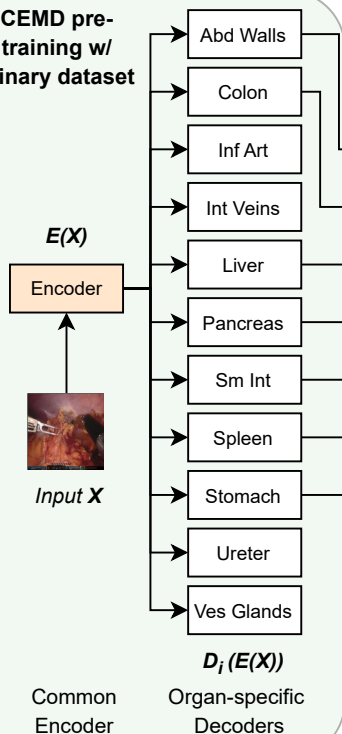 CEMD pre-
training w/
inary dataset
E(X)
Encoder
Input X
Abd Walls
Colon
Inf Art
Int Veins
Liver
Pancreas
Sm Int
Spleen
Stomach
Ureter
Ves Glands
Di (E(X))
Common
Encoder
Organ-specific
Decoders